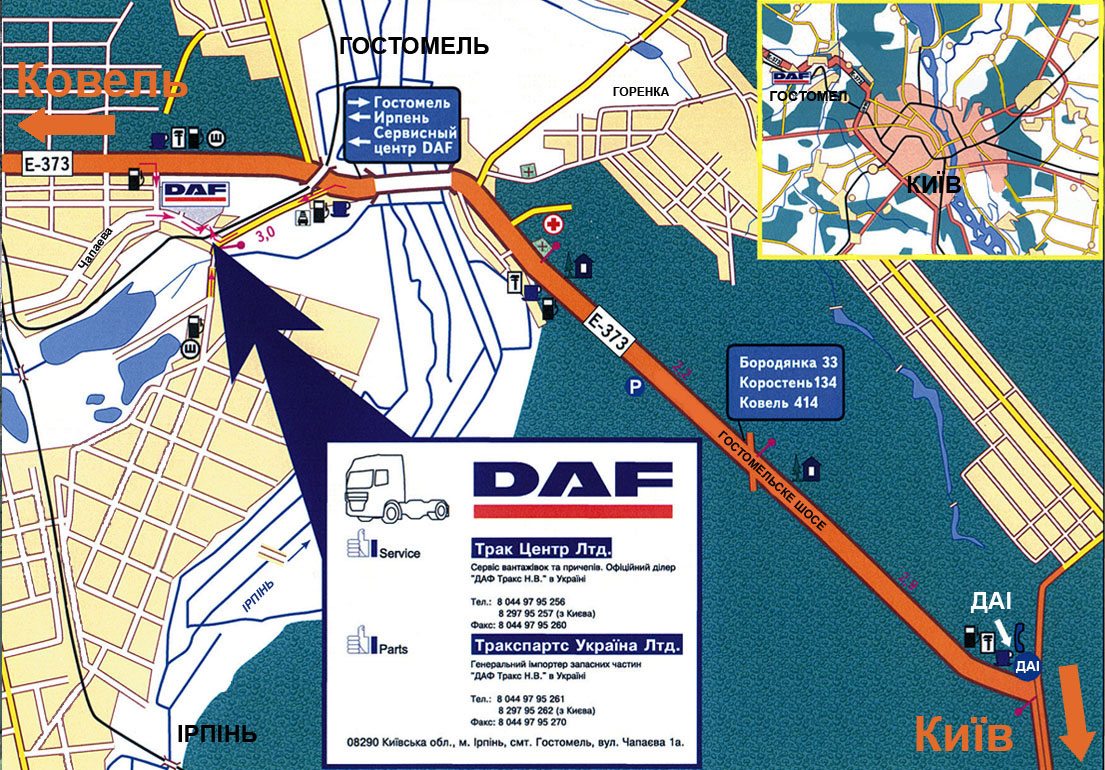 ГОСТОМЕЛЬ
Ковель
Гостомель
Ирпень
Сервисный
центр DAF
ГОРЕНКА
DAF
ГОСТОМЕЛ
КИЇВ
E-373
DAF
Чапаева
3,0
E-373
2,2
P
Бородянка 33
Коростень 134
Ковель 414
ГОСТОМЕЛЬСКЕ ШОСЕ
2,9
ДАІ
ДАІ
Київ
DAF
Service
Трак Центр Лтд.
Сервіс вантажівок та причепів. Офіційний ділер
"ДАФ Тракс Н.В." в Україні
Тел.: 8 044 97 95 256
8 297 95 257 (з Києва)
Факс: 8 044 97 95 260
Parts
Тракспартс Україна Лтд.
Генеральний імпортер запасних частин
"ДАФ Тракс Н.В." в Україні
Тел.: 8 044 97 95 261
8 297 95 262 (з Києва)
Факс: 8 044 97 95 270
08290 Київська обл., м. Ірпінь, смт. Гостомель, вул. Чапаєва 1а.
ІРПІНЬ
ІРПІНЬ